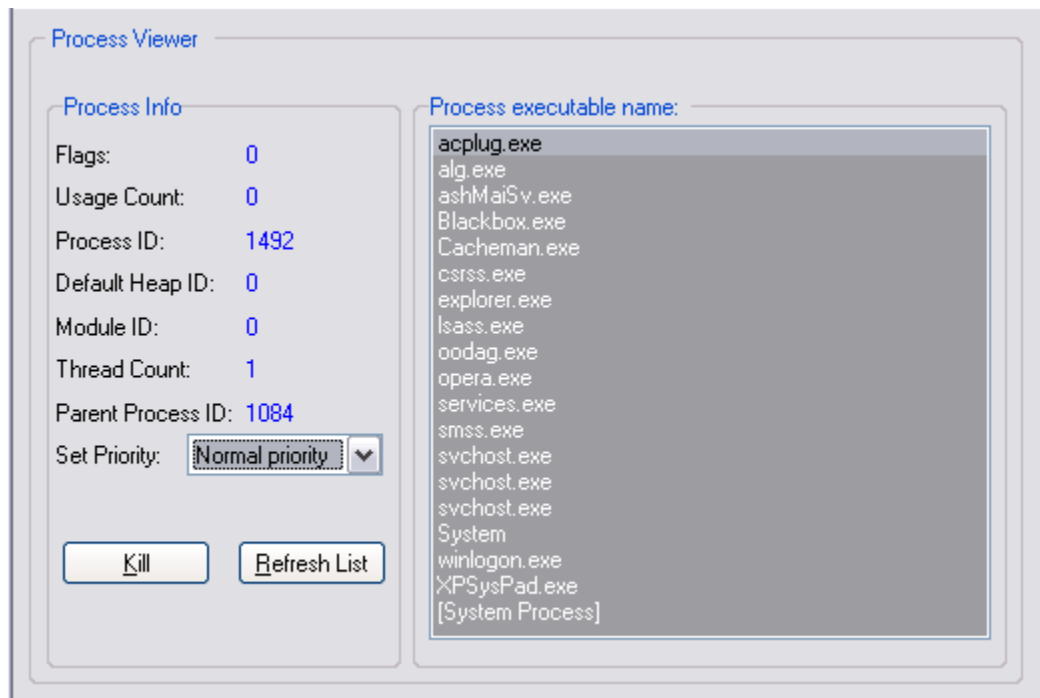 Process Viewer
Process Info
Flags: 0
Usage Count: 0
Process ID: 1492
Default Heap ID: 0
Module ID: 0
Thread Count: 1
Parent Process ID: 1084
Set Priority: Normal priority
Kill Refresh List
Process executable name:
acplug.exe
alg.exe
ashMaiSv.exe
Blackbox.exe
Cacheman.exe
csrss.exe
explorer.exe
lsass.exe
oodag.exe
opera.exe
services.exe
smss.exe
svchost.exe
svchost.exe
svchost.exe
System
winlogon.exe
XPSysPad.exe
[System Process]